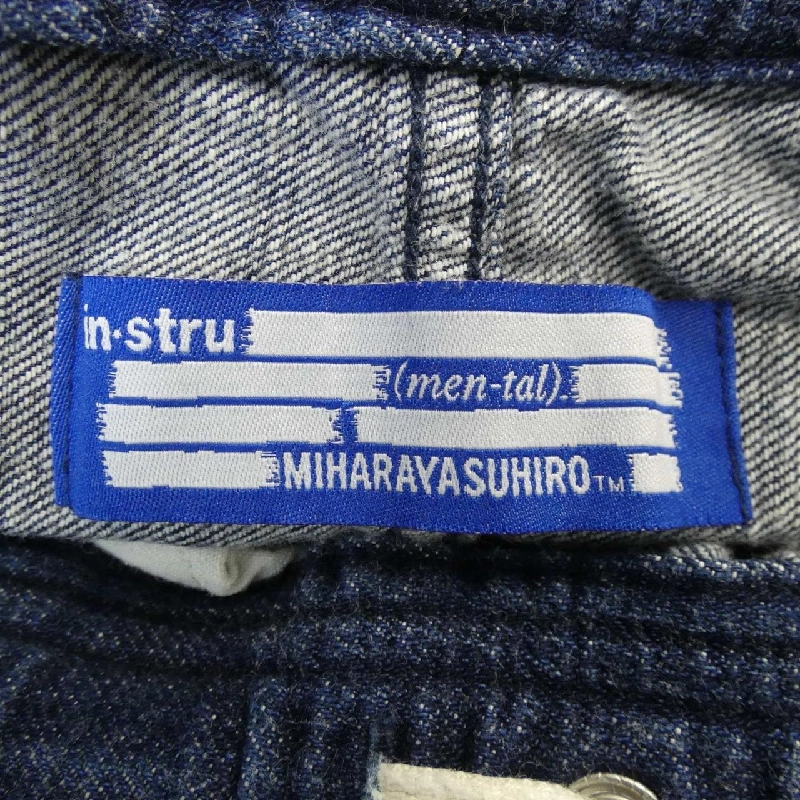 in·stru
(men-tal).
MIHARAYASUHIRO™